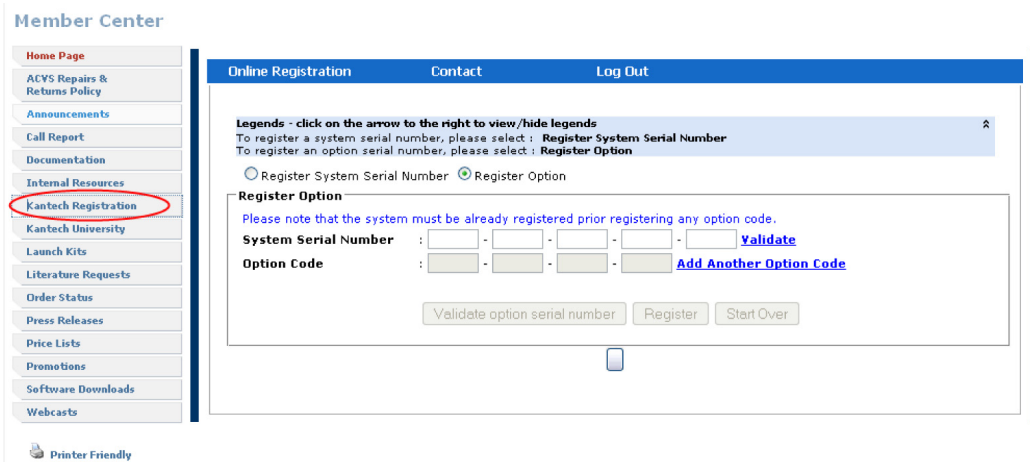 Member Center
Home Page
ACVS Repairs &
Returns Policy
Announcements
Call Report
Documentation
Internal Resources
Kantech Registration
Kantech University
Launch Kits
Literature Requests
Order Status
Press Releases
Price Lists
Promotions
Software Downloads
Webcasts
Printer Friendly
Online Registration Contact Log Out
Legends - click on the arrow to the right to view/hide legends
To register a system serial number, please select : Register System Serial Number
To register an option serial number, please select : Register Option
Register System Serial Number Register Option
Register Option
Please note that the system must be already registered prior registering any option code.
System Serial Number : - - - - Validate
Option Code : - - - Add Another Option Code
Validate option serial number Register Start Over